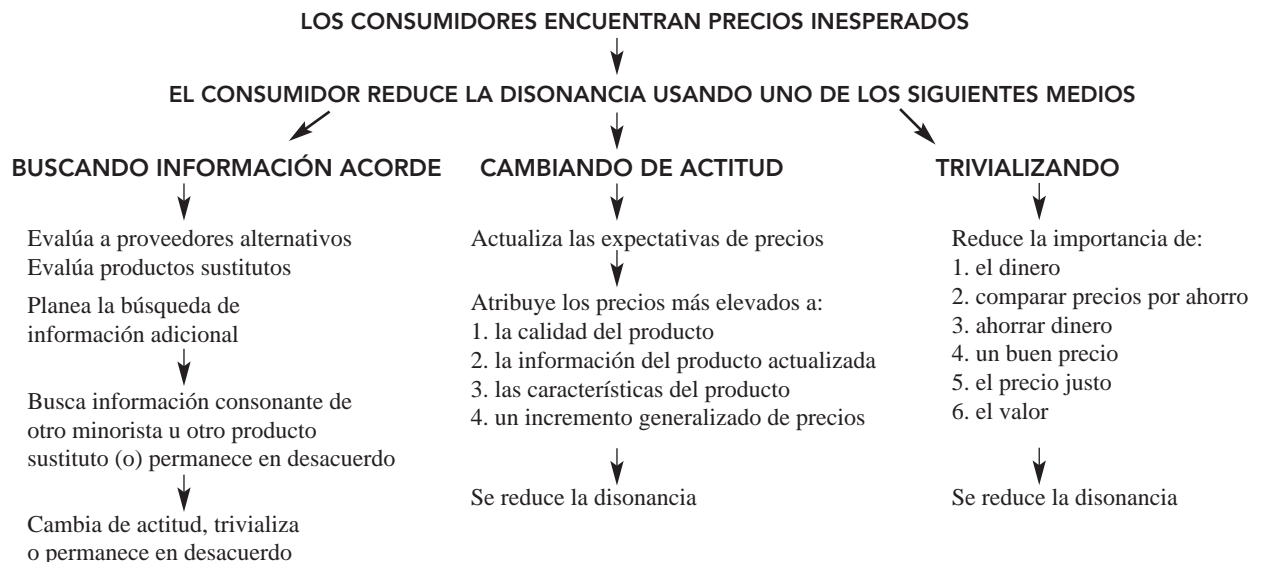 LOS CONSUMIDORES ENCUENTRAN PRECIOS INESPERADOS
EL CONSUMIDOR REDUCE LA DISONANCIA USANDO UNO DE LOS SIGUIENTES MEDIOS
BUSCANDO INFORMACIÓN ACORDE
Evalúa a proveedores alternativos
Evalúa productos sustitutos
Planea la búsqueda de
información adicional
Busca información consonante de
otro minorista u otro producto
sustituto (o) permanece en desacuerdo
Cambia de actitud, trivializa
o permanece en desacuerdo
CAMBIANDO DE ACTITUD
Actualiza las expectativas de precios
Atribuye los precios más elevados a:
1. la calidad del producto
2. la información del producto actualizada
3. las características del producto
4. un incremento generalizado de precios
Se reduce la disonancia
TRIVIALIZANDO
Reduce la importancia de:
1. el dinero
2. comparar precios por ahorro
3. ahorrar dinero
4. un buen precio
5. el precio justo
6. el valor
Se reduce la disonancia